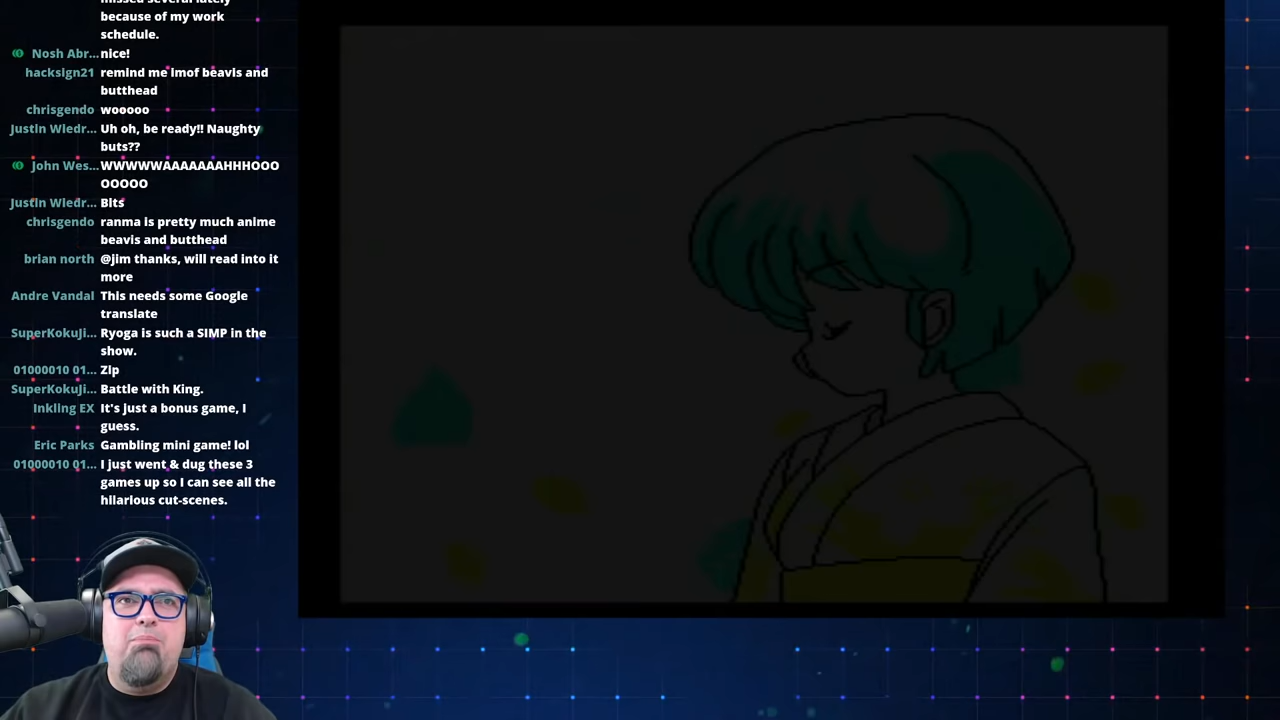 missed several lately
because of my work
schedule.
Nosh Abr... nice!
hacksign21 remind me lmof beavis and
butthead
chrisgendo wooooo
Justin Wiedr... Uh oh, be ready!! Naughty
buts??
John Wes... WWWWWAAAAAAAHHHOOO
OOOOOO
Justin Wiedr... Bits
chrisgendo ranma is pretty much anime
beavis and butthead
brian north @jim thanks, will read into it
more
Andre Vandal This needs some Google
translate
SuperKokuJi... Ryoga is such a SIMP in the
show.
01000010 01... Zip
SuperKokuJi... Battle with King.
Inkling EX It's just a bonus game, I
guess.
Eric Parks Gambling mini game! lol
01000010 01... I just went & dug these 3
games up so I can see all the
hilarious cut-scenes.